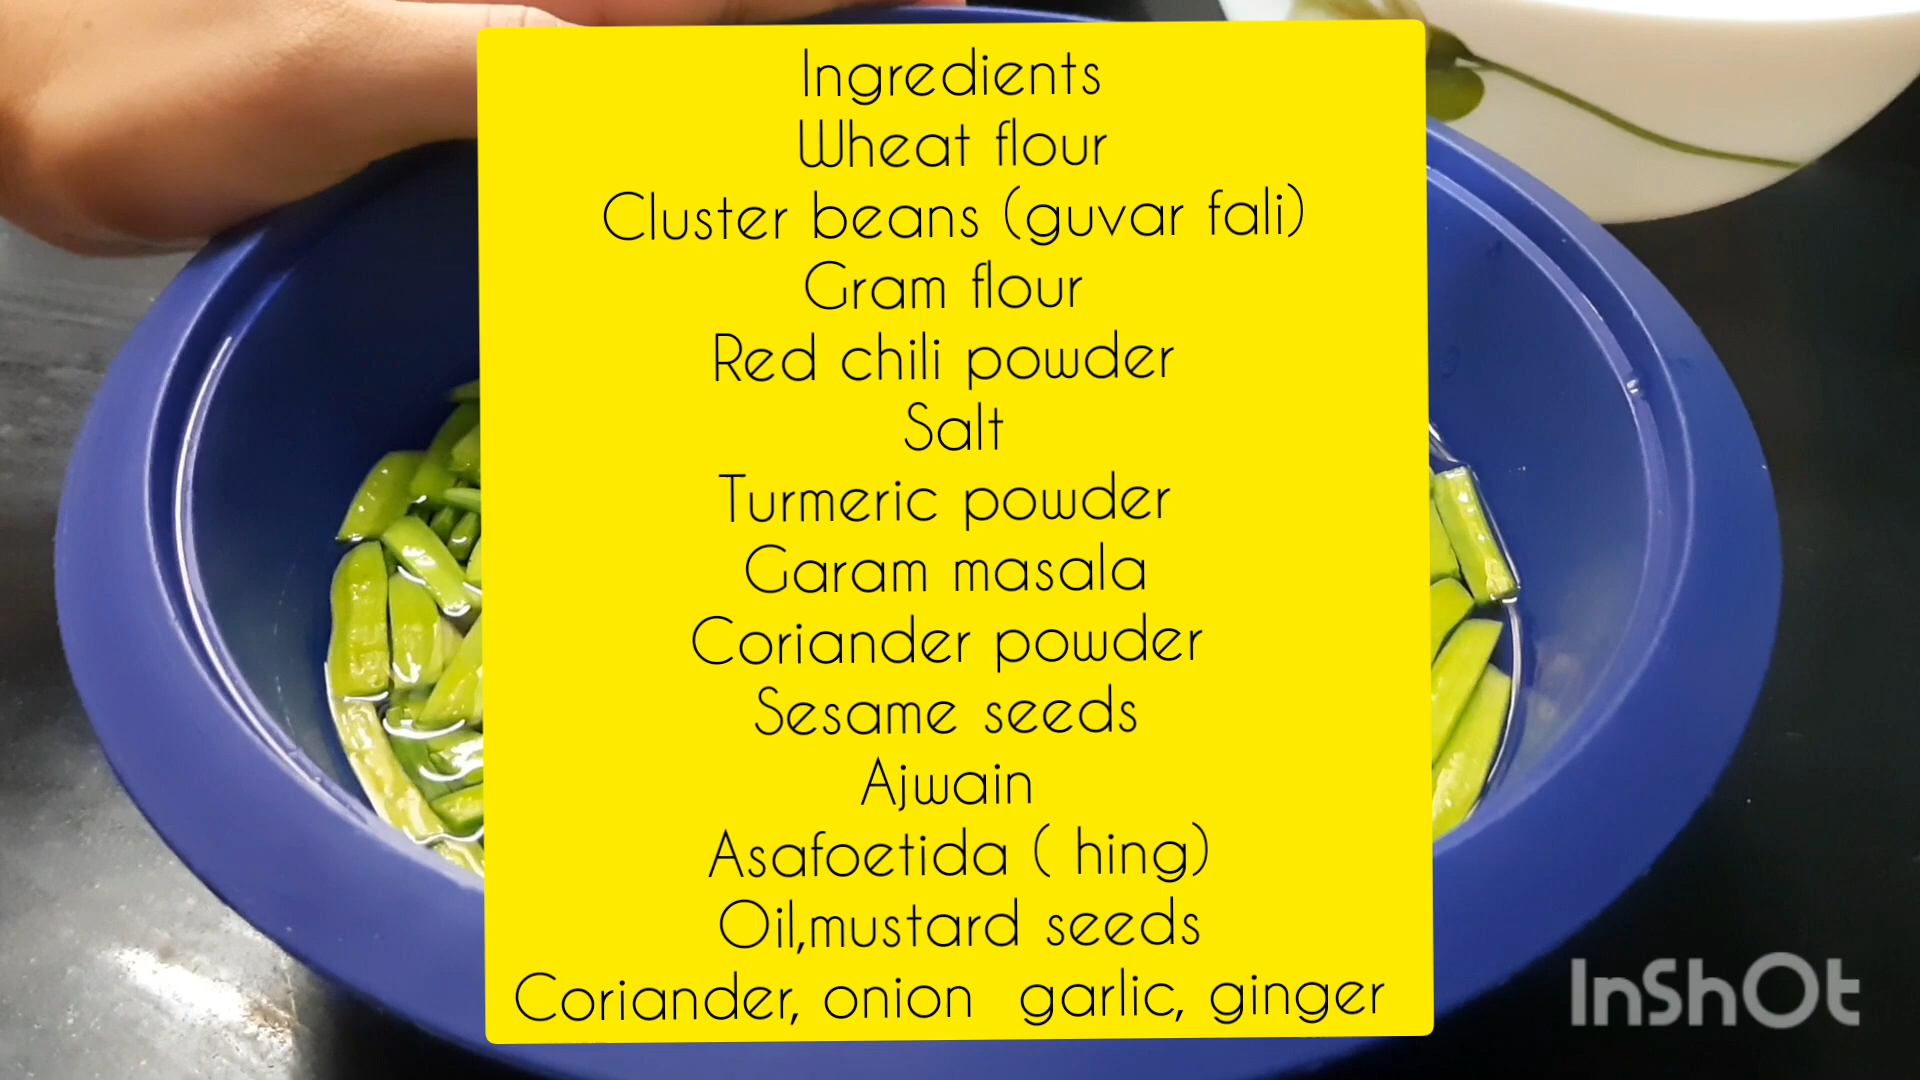 Ingredients
Wheat flour
Cluster beans (guvar fali)
Gram flour
Red chili powder
Salt
Turmeric powder
Garam masala
Coriander powder
Sesame seeds
Ajwain
Asafoetida ( hing)
Oil,mustard seeds
Coriander, onion  garlic, ginger
InShOt